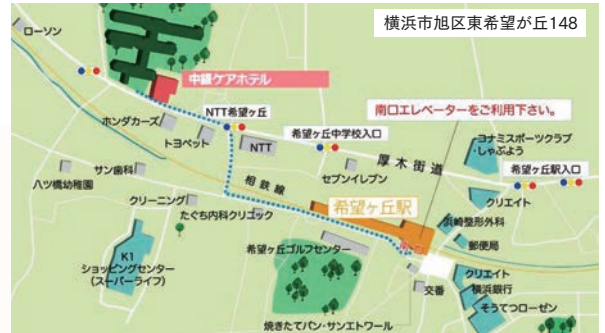 横浜市旭区東希望が丘148
ローソン
中銀ケアホテル
NTT希望ヶ丘
南口エレベーターをご利用下さい。
ホンダカーズ
トヨペット
NTT
希望ヶ丘中学校入口
コナミスポーツクラブ
・しゃぶよう
厚木街道
希望ヶ丘駅入口
セブンイレブン
サン歯科
八ツ橋幼稚園
相鉄線
クリーニング
クリエイト
たぐち内科クリニック
希望ヶ丘駅
浜崎整形外科
郵便局
希望ヶ丘ゴルフセンター
K1
ショッピングセンター
(スーパーライフ)
クリエイト
交番
横浜銀行
そうてつローゼン
焼きたてパン・サンエトワール